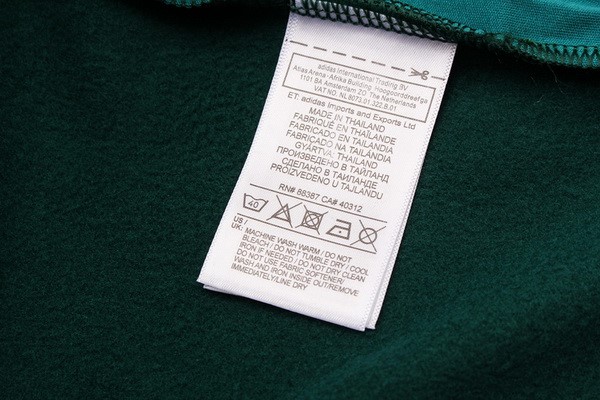 adidas International Trading BV
Atlas Arena-Afrika Building, Hoogoorddreef 9a
1101 BA Amsterdam ZO The Netherlands
VAT NO. NL8073.01.322.B.01
ET: adidas Imports and Exports Ltd
MADE IN THAILAND
FABRIQUÉ EN THAÏLANDE
FABRICADO EN TAILANDIA
FABRICADO NA TAILÂNDIA
GYÁRTVA: THAILAND
ПРОИЗВЕДЕНО В ТАЙЛАНД
СДЕЛАНО В ТАИЛАНДЕ
PROIZVEDENO U TAJLANDU
RN# 88387 CA# 40312
40
US /
UK: MACHINE WASH WARM / DO NOT
BLEACH / DO NOT TUMBLE DRY / COOL
IRON IF NEEDED / DO NOT DRY CLEAN
DO NOT USE FABRIC SOFTENER/
WASH AND IRON INSIDE OUT/REMOVE
IMMEDIATELY/LINE DRY